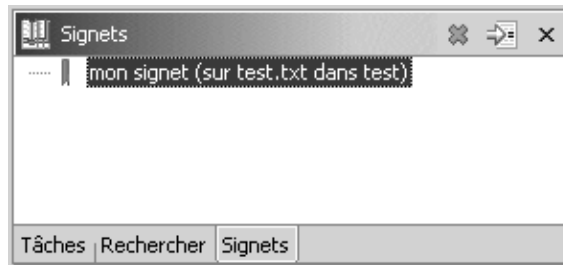 Signets
mon signet (sur test.txt dans test)
Tâches Rechercher Signets